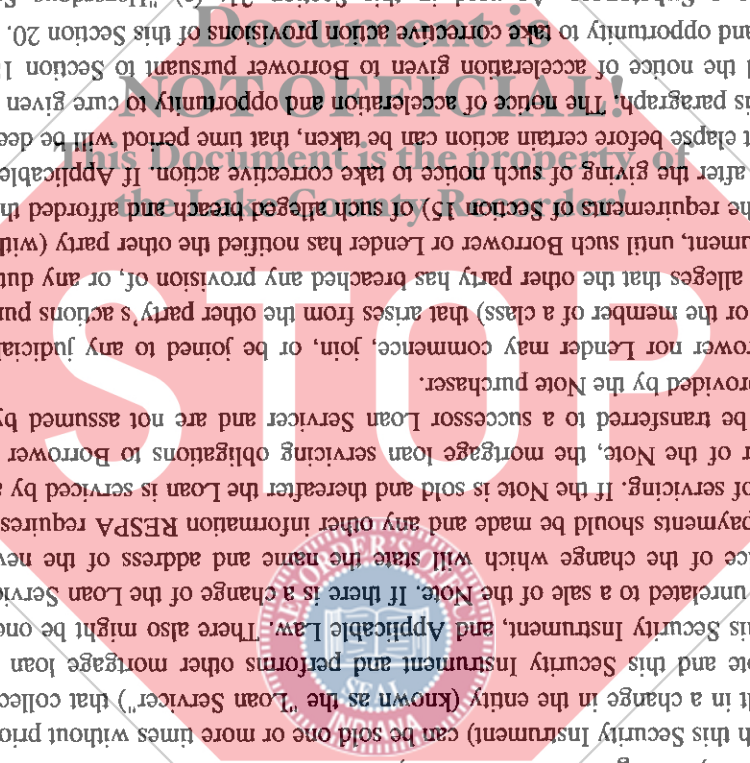 Document is
NOT OFFICIAL!
This Document is the property of
the Lake County Recorder!
STOP
RECORDER'S OFFICE
SEAL
INDIANA
h this Security Instrument) can be sold one or more times without prior
lt in a change in the entity (known as the "Loan Servicer") that collec
ote and this Security Instrument and performs other mortgage loan
his Security Instrument, and Applicable Law. There also might be one
unrelated to a sale of the Note. If there is a change of the Loan Servic
ce of the change which will state the name and address of the new
payments should be made and any other information RESPA requires
of servicing. If the Note is sold and thereafter the Loan is serviced by
r of the Note, the mortgage loan servicing obligations to Borrower
be transferred to a successor Loan Servicer and are not assumed by
rovided by the Note purchaser.
rower nor Lender may commence, join, or be joined to any judicial
or the member of a class) that arises from the other party's actions pur
alleges that the other party has breached any provision of, or any dut
ument, until such Borrower or Lender has notified the other party (with
he requirements of Section 15) of such alleged breach and afforded th
after the giving of such notice to take corrective action. If Applicable
t elapse before certain action can be taken, that time period will be dee
is paragraph. The notice of acceleration and opportunity to cure given
d the notice of acceleration given to Borrower pursuant to Section 1
and opportunity to take corrective action provisions of this Section 20.